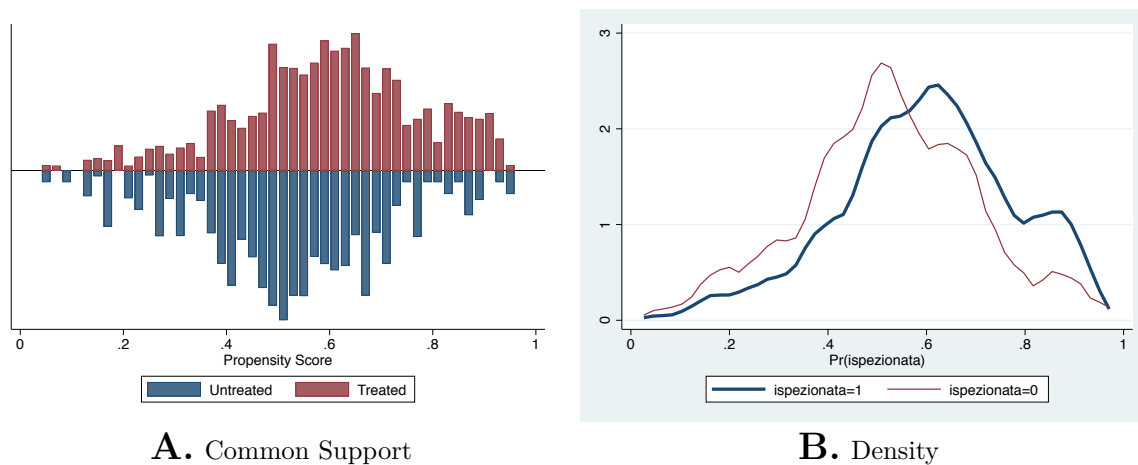 0 .2 .4 .6 .8 1
Propensity Score
Untreated Treated
A. Common Support
3
2
1
0
0 .2 .4 .6 .8 1
Pr(ispezionata)
ispezionata=1 ispezionata=0
B. Density